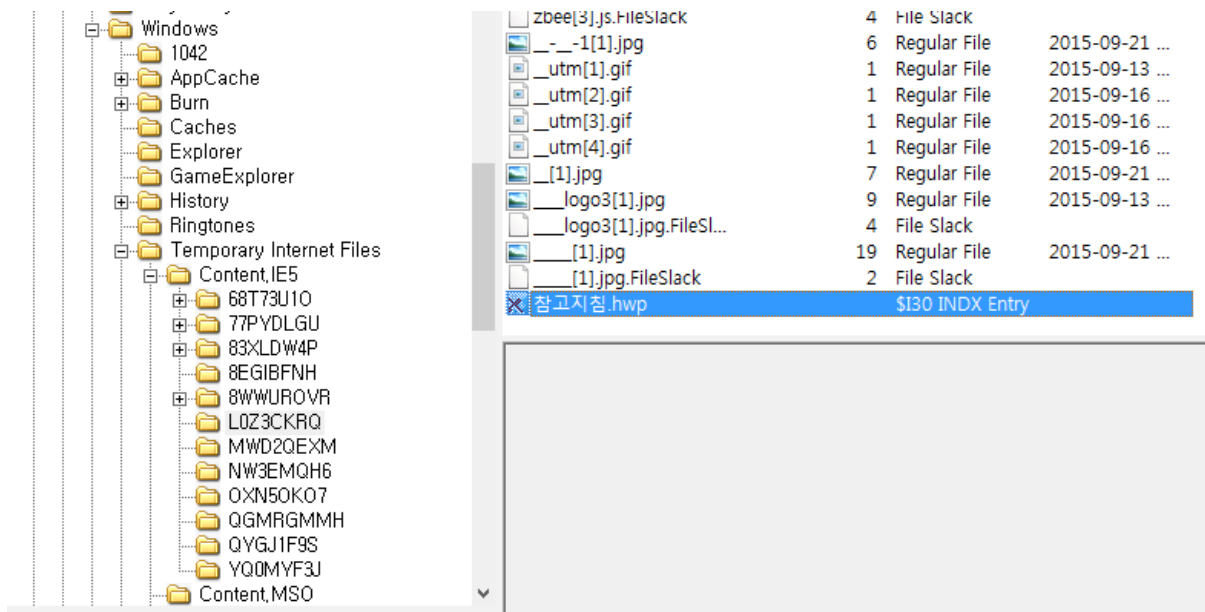 Windows
1042
AppCache
Burn
Caches
Explorer
GameExplorer
History
Ringtones
Temporary Internet Files
Content,IE5
68T73U1O
77PYDLGU
83XLDW4P
8EGIBFNH
8WWUROVR
L0Z3CKRQ
MWD2QEXM
NW3EMQH6
OXN5OKO7
QGMRGMMH
QYGJ1F9S
YQ0MYF3J
Content,MSO
zbee[3].js.FileSlack 4 File Slack
__-__-1[1].jpg 6 Regular File 2015-09-21 ...
__utm[1].gif 1 Regular File 2015-09-13 ...
__utm[2].gif 1 Regular File 2015-09-16 ...
__utm[3].gif 1 Regular File 2015-09-16 ...
__utm[4].gif 1 Regular File 2015-09-16 ...
__[1].jpg 7 Regular File 2015-09-21 ...
___logo3[1].jpg 9 Regular File 2015-09-13 ...
___logo3[1].jpg.FileSl... 4 File Slack
____[1].jpg 19 Regular File 2015-09-21 ...
____[1].jpg.FileSlack 2 File Slack
참고지침.hwp $I30 INDX Entry